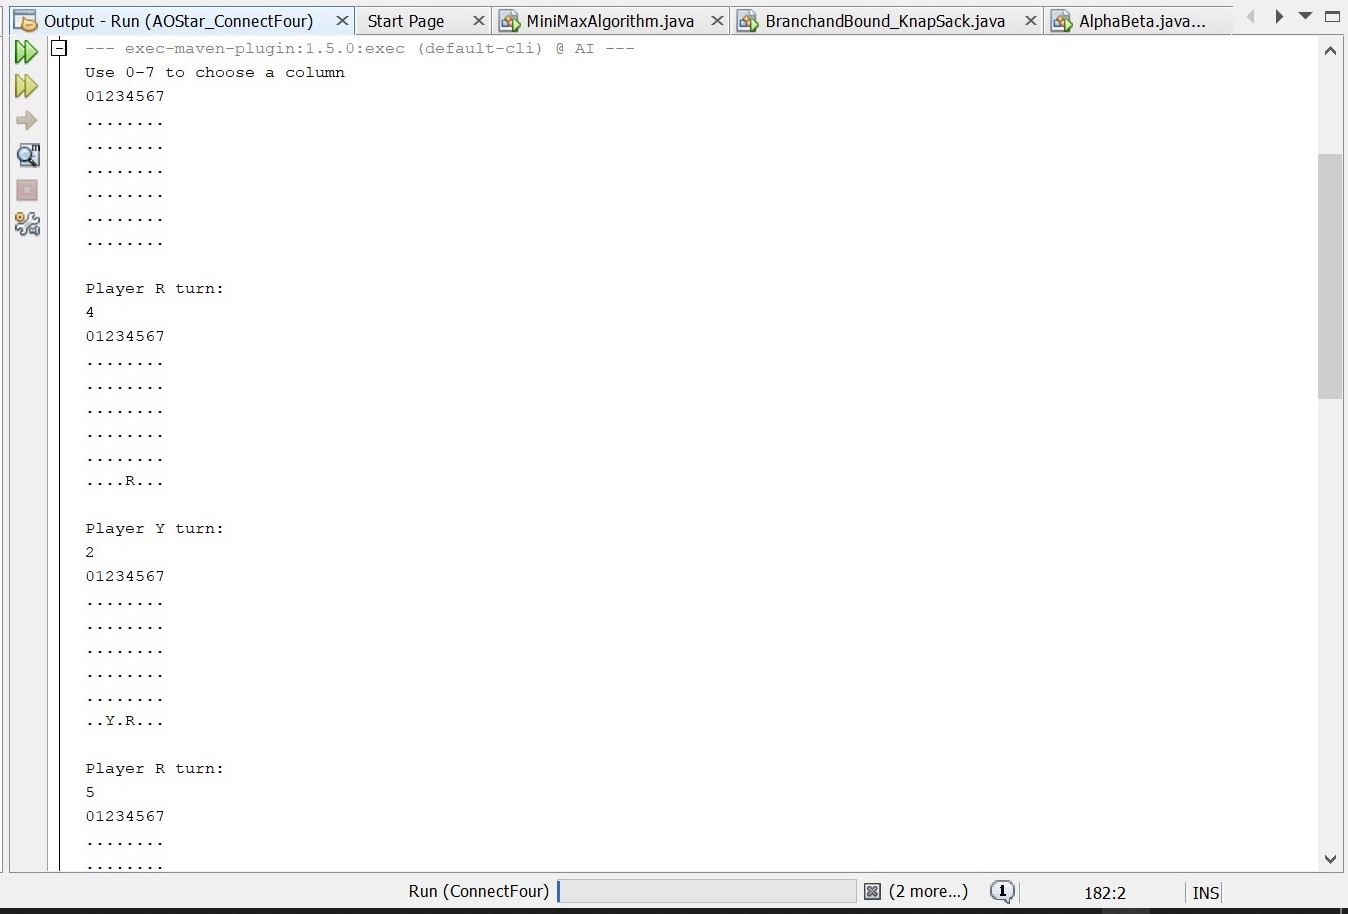 Output - Run (AOStar_ConnectFour) Start Page MiniMaxAlgorithm.java BranchandBound_KnapSack.java AlphaBeta.java...
--- exec-maven-plugin:1.5.0:exec (default-cli) @ AI ---
Use 0-7 to choose a column
01234567
........
........
........
........
........
........
Player R turn:
4
01234567
........
........
........
........
........
....R...
Player Y turn:
2
01234567
........
........
........
........
........
..Y.R...
Player R turn:
5
01234567
........
........
Run (ConnectFour) (2 more...) 1 182:2 INS